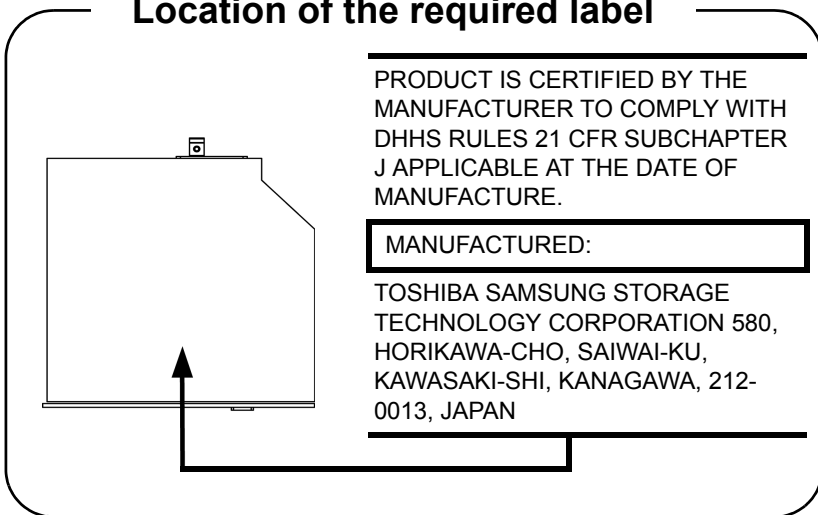 Location of the required label
PRODUCT IS CERTIFIED BY THE
MANUFACTURER TO COMPLY WITH
DHHS RULES 21 CFR SUBCHAPTER
J APPLICABLE AT THE DATE OF
MANUFACTURE.
MANUFACTURED:
TOSHIBA SAMSUNG STORAGE
TECHNOLOGY CORPORATION 580,
HORIKAWA-CHO, SAIWAI-KU,
KAWASAKI-SHI, KANAGAWA, 212-
0013, JAPAN